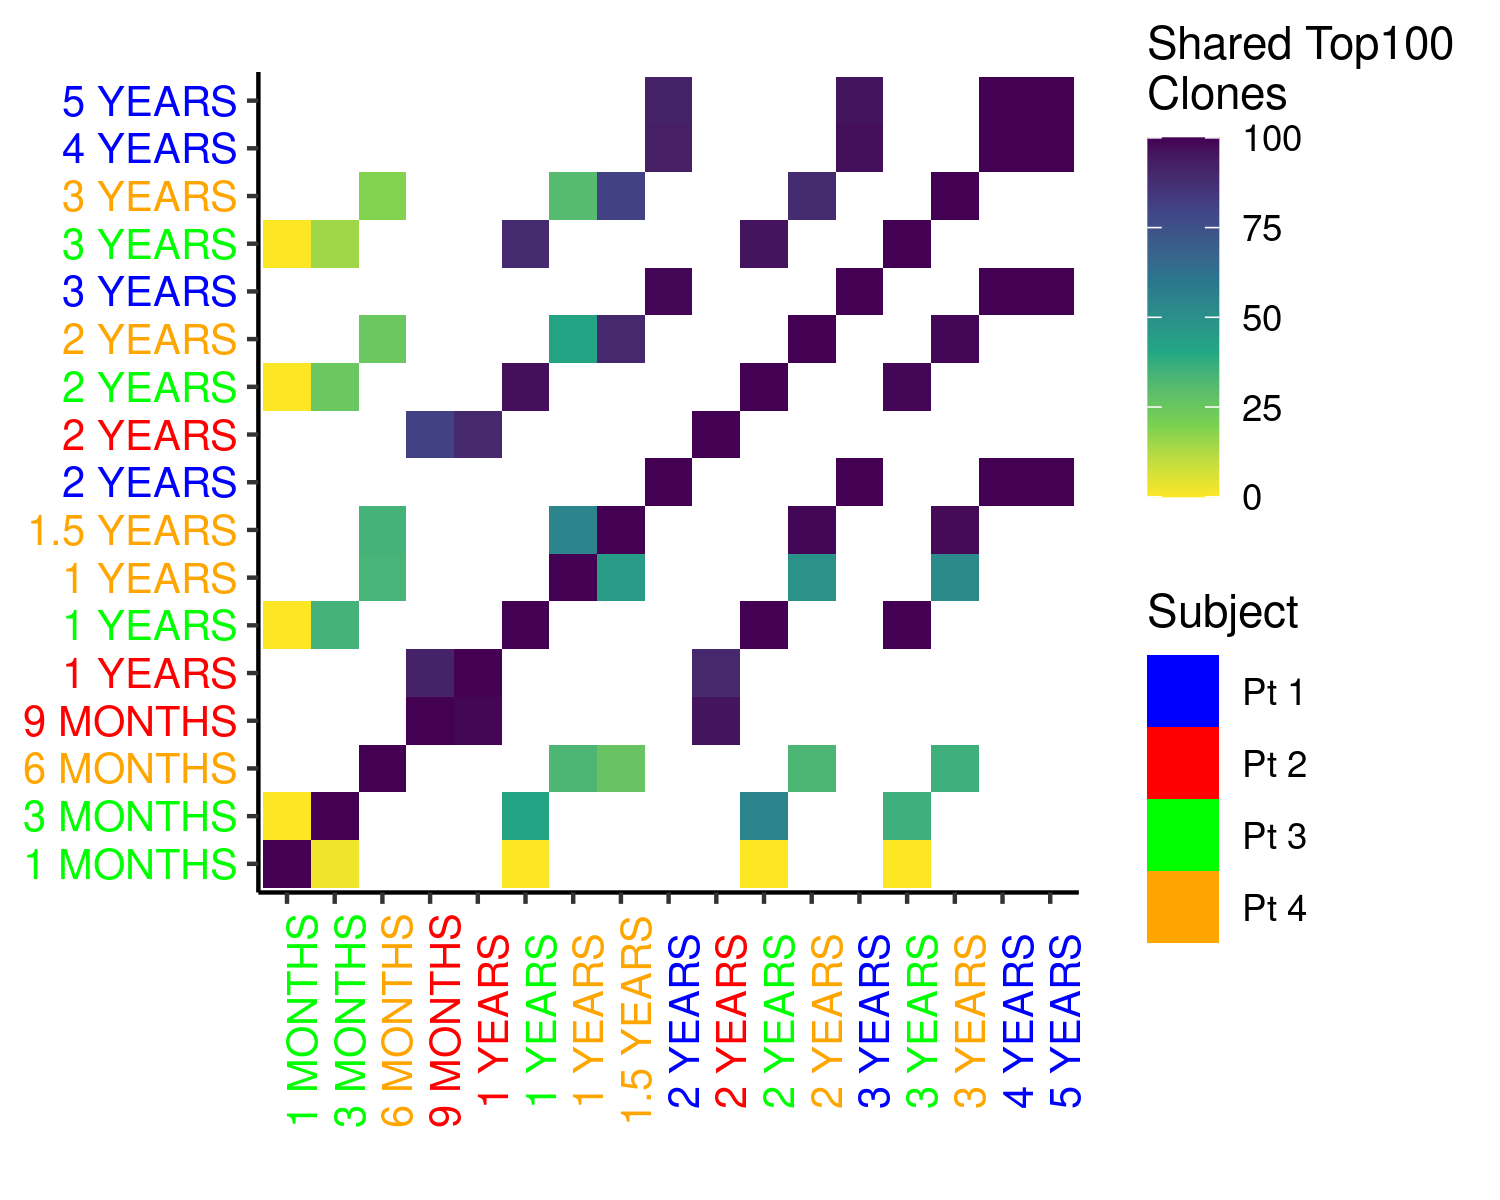 Shared Top100
Clones
100
75
50
25
0
5 YEARS
4 YEARS
3 YEARS
3 YEARS
3 YEARS
2 YEARS
2 YEARS
2 YEARS
2 YEARS
1.5 YEARS
1 YEARS
1 YEARS
1 YEARS
9 MONTHS
6 MONTHS
3 MONTHS
1 MONTHS
Subject
Pt 1
Pt 2
Pt 3
Pt 4
1 MONTHS
3 MONTHS
6 MONTHS
9 MONTHS
1 YEARS
1 YEARS
1 YEARS
1.5 YEARS
2 YEARS
2 YEARS
2 YEARS
2 YEARS
3 YEARS
3 YEARS
3 YEARS
4 YEARS
5 YEARS